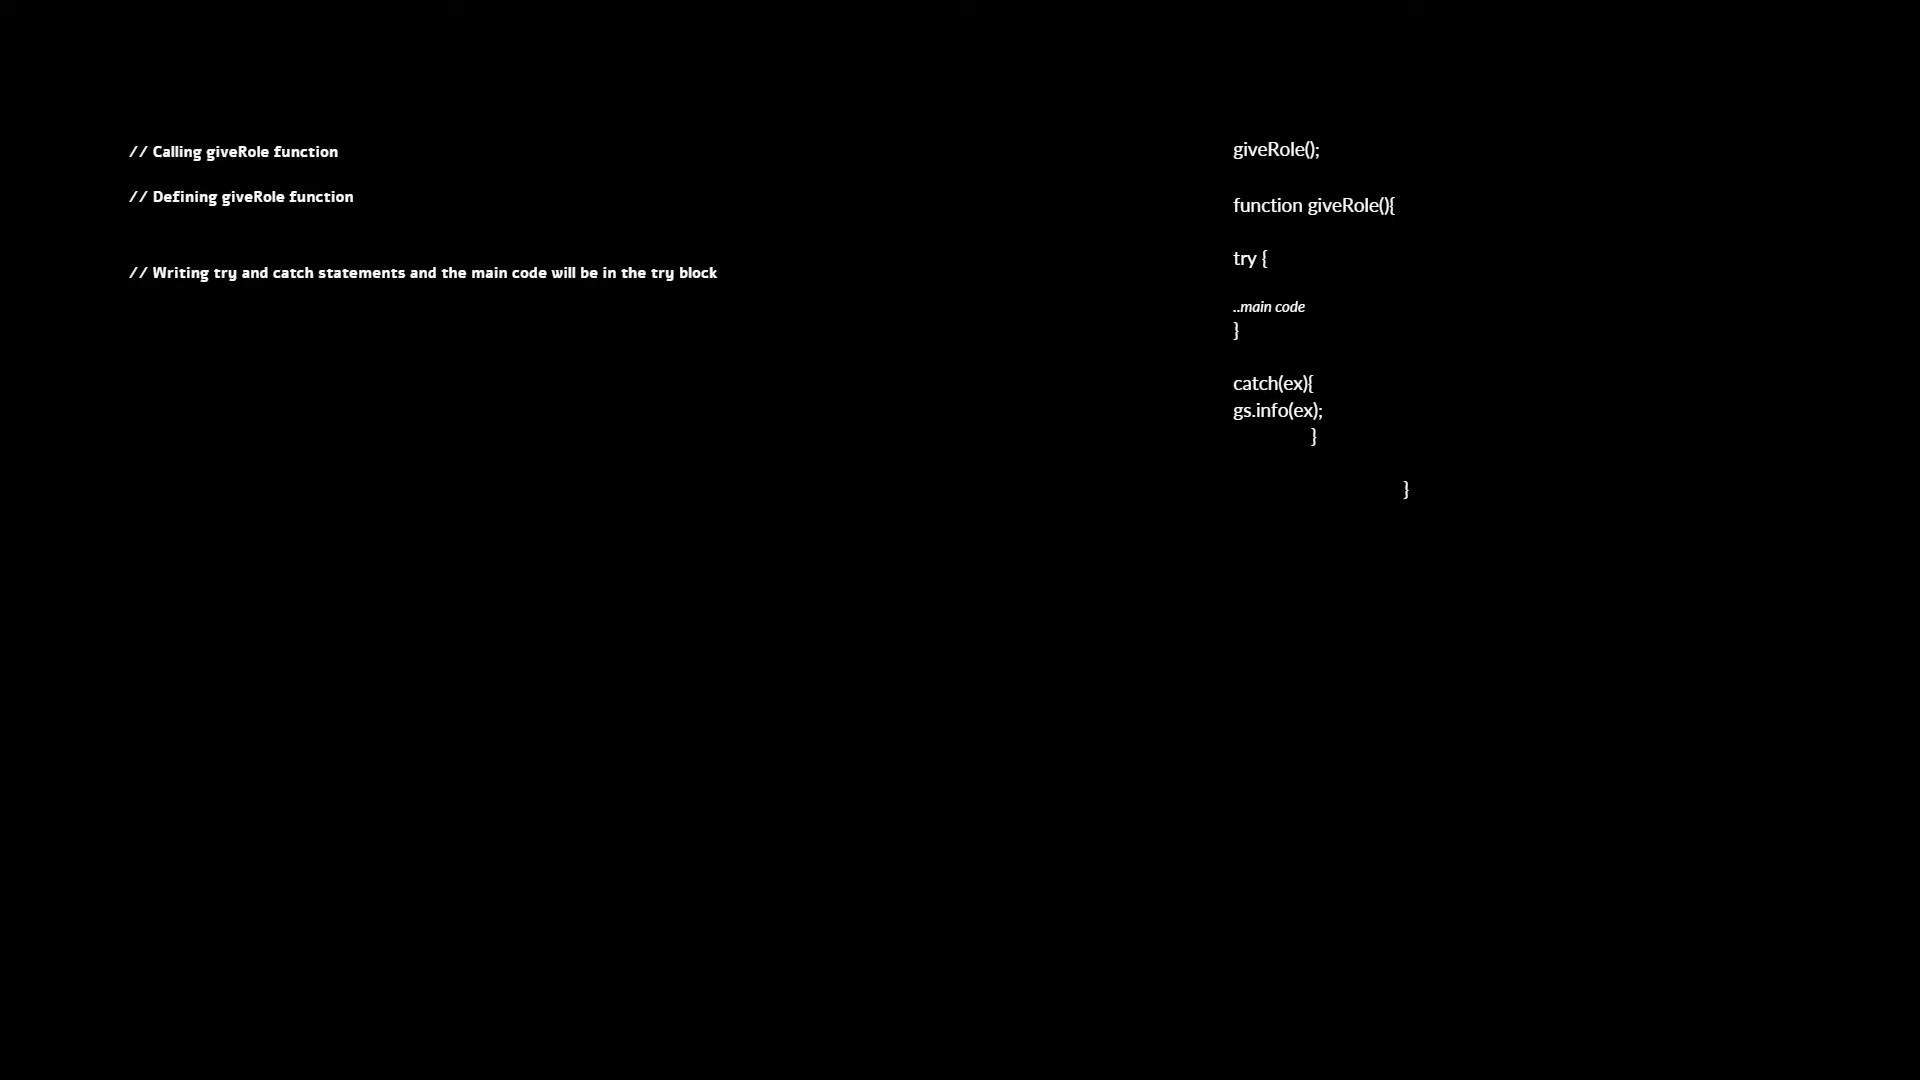 // Calling giveRole function
// Defining giveRole function
// Writing try and catch statements and the main code will be in the try block
giveRole();
function giveRole(){
try {
..main code
}
catch(ex){
gs.info(ex);
}
}